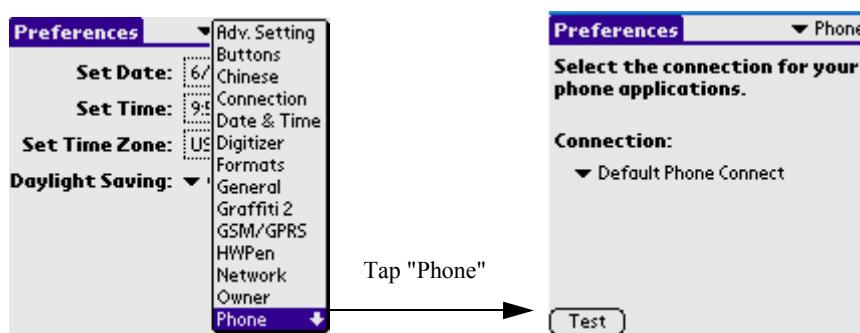 Preferences
Set Date: 6/
Set Time: 9:5
Set Time Zone: US
Daylight Saving:
Adv. Setting
Buttons
Chinese
Connection
Date & Time
Digitizer
Formats
General
Graffiti 2
GSM/GPRS
HWPen
Network
Owner
Phone
Tap "Phone"
Preferences
Phone
Select the connection for your
phone applications.
Connection:
Default Phone Connect
Test